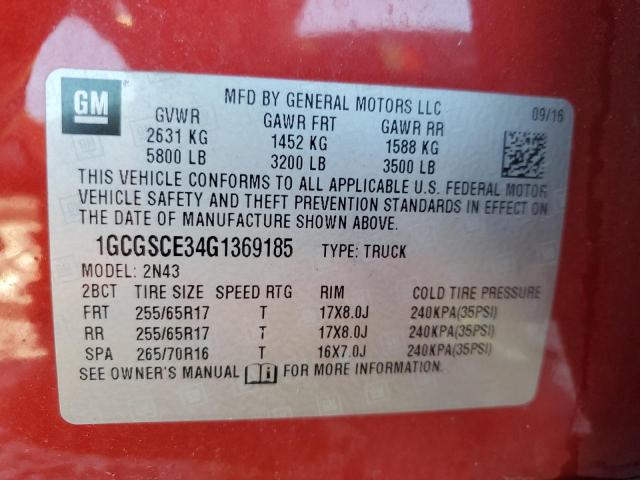 GM
MFD BY GENERAL MOTORS LLC 09/16
GVWR GAWR FRT GAWR RR
2631 KG 1452 KG 1588 KG
5800 LB 3200 LB 3500 LB
THIS VEHICLE CONFORMS TO ALL APPLICABLE U.S. FEDERAL MOTOR
VEHICLE SAFETY AND THEFT PREVENTION STANDARDS IN EFFECT ON
THE DATE OF MANUFACTURE SHOWN ABOVE.
1GCGSCE34G1369185 TYPE: TRUCK
MODEL: 2N43
2BCT TIRE SIZE SPEED RTG RIM COLD TIRE PRESSURE
FRT 255/65R17 T 17X8.0J 240KPA(35PSI)
RR 255/65R17 T 17X8.0J 240KPA(35PSI)
SPA 265/70R16 T 16X7.0J 240KPA(35PSI)
SEE OWNER'S MANUAL i FOR MORE INFORMATION.